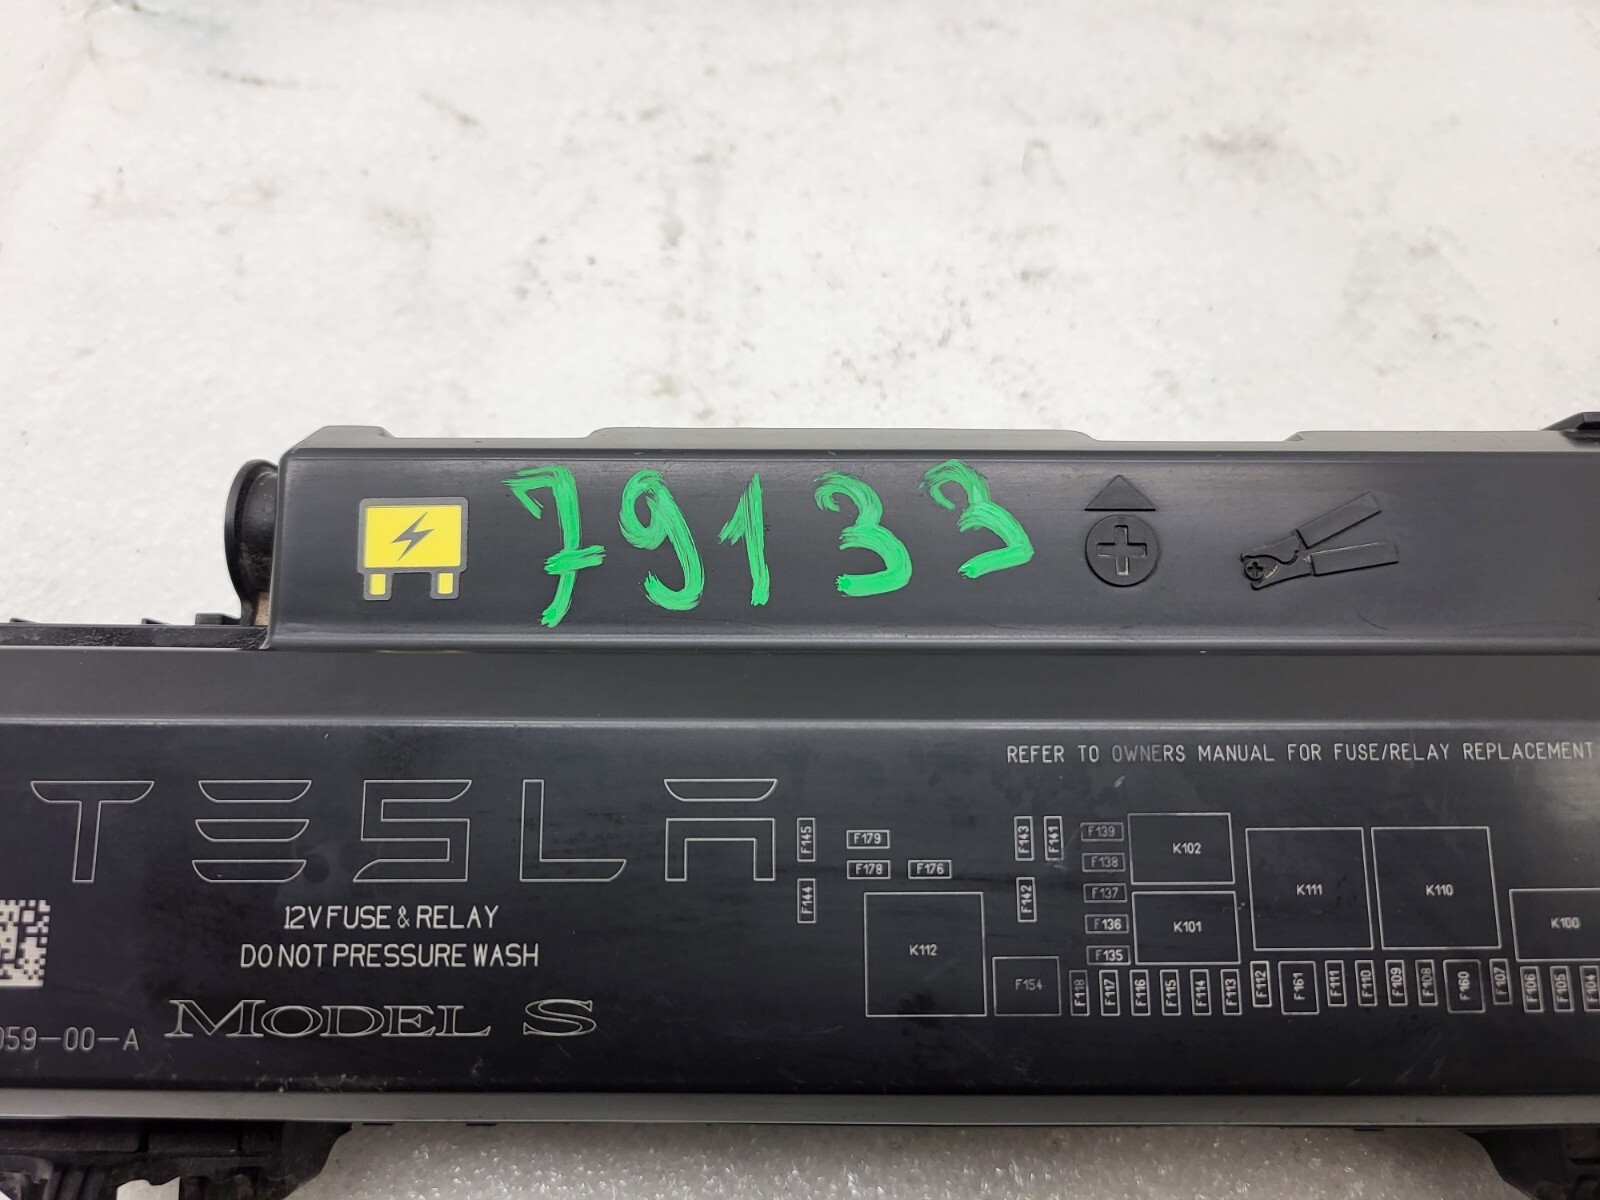 79133
REFER TO OWNERS MANUAL FOR FUSE/RELAY REPLACEMENT
TESLA
12V FUSE & RELAY
DO NOT PRESSURE WASH
MODEL S
059-00-A
F145
F144
F179
F178
F176
K112
F154
F143
F141
F142
F139
F138
F137
F136
F135
K102
K101
K111
K110
K100
F118
F117
F116
F115
F114
F113
F112
F161
F111
F110
F109
F108
F160
F107
F106
F105
F104